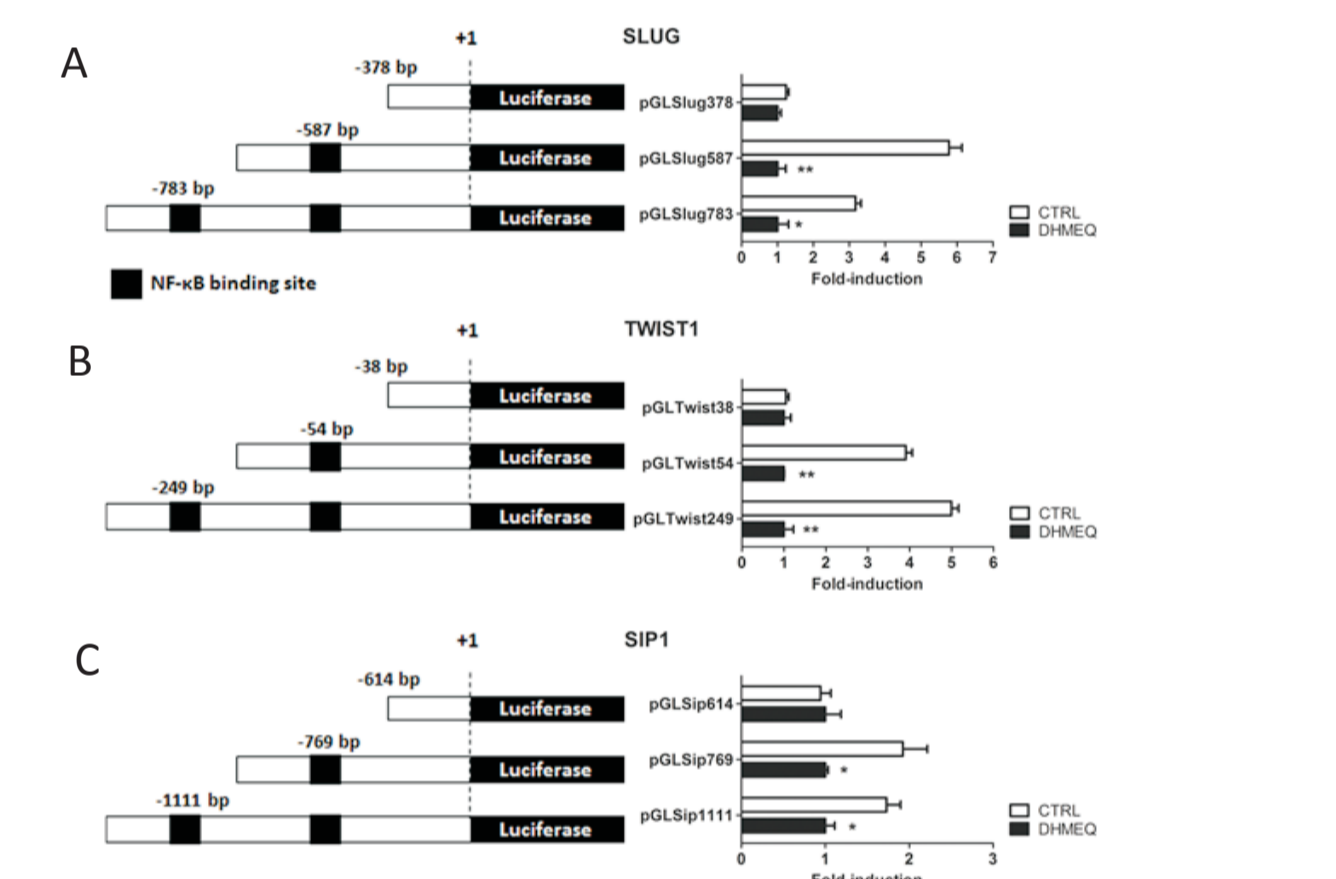 A
+1
SLUG
-378 bp
Luciferase
pGLSlug378
-587 bp
Luciferase
pGLSlug587
**
-783 bp
Luciferase
pGLSlug783
*
CTRL
DHMEQ
0 1 2 3 4 5 6 7
Fold-induction
NF-κB binding site
B
+1
TWIST1
-38 bp
Luciferase
pGLTwist38
-54 bp
Luciferase
pGLTwist54
**
-249 bp
Luciferase
pGLTwist249
**
CTRL
DHMEQ
0 1 2 3 4 5 6
Fold-induction
C
+1
SIP1
-614 bp
Luciferase
pGLSip614
-769 bp
Luciferase
pGLSip769
*
-1111 bp
Luciferase
pGLSip1111
*
CTRL
DHMEQ
0 1 2 3
Fold-induction